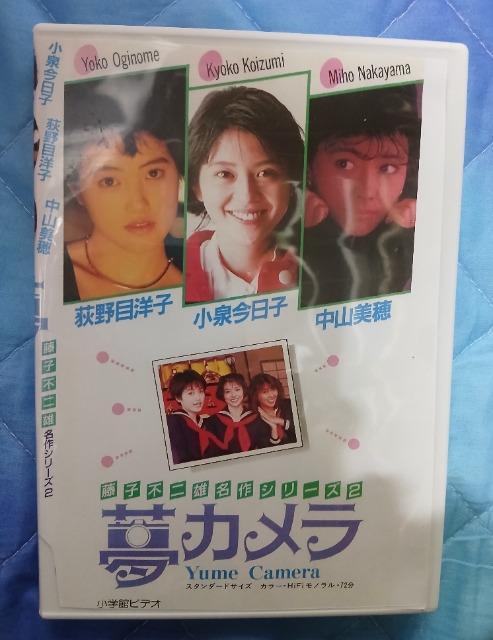 小泉今日子 荻野目洋子 中山美穂
藤子不二雄名作シリーズ2
Yoko Oginome
Kyoko Koizumi
Miho Nakayama
荻野目洋子
小泉今日子
中山美穂
藤子不二雄名作シリーズ2
夢カメラ
Yume Camera
スタンダードサイズ カラー・HiFiモノラル・72分
小学館ビデオ